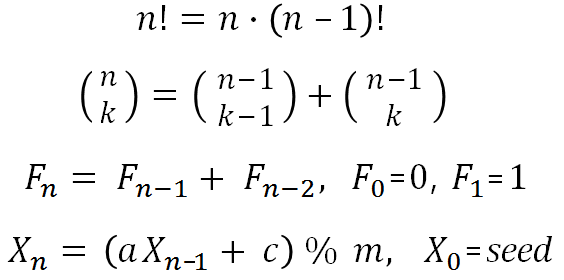 n! = n · (n – 1)!
(n k) = (n–1 k–1) + (n–1 k)
Fₙ = Fₙ₋₁ + Fₙ₋₂, F₀=0, F₁=1
Xₙ = (aXₙ₋₁ + c) % m, X₀=seed